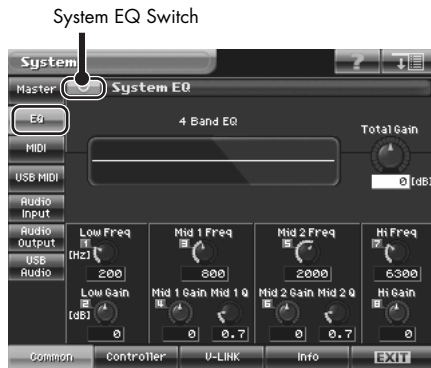 System EQ Switch
System
?
Master
System EQ
EQ
4 Band EQ
Total Gain
MIDI
0 [dB]
USB MIDI
Audio
Input
Audio
Output
USB
Audio
Low Freq
Mid 1 Freq
Mid 2 Freq
Hi Freq
1
3
5
7
[Hz]
200
800
2000
6300
Low Gain
Mid 1 Gain Mid 1 Q
Mid 2 Gain Mid 2 Q
Hi Gain
2
4
6
8
[dB]
0
0 0.7
0 0.7
0
Common Controller V-LINK Info EXIT